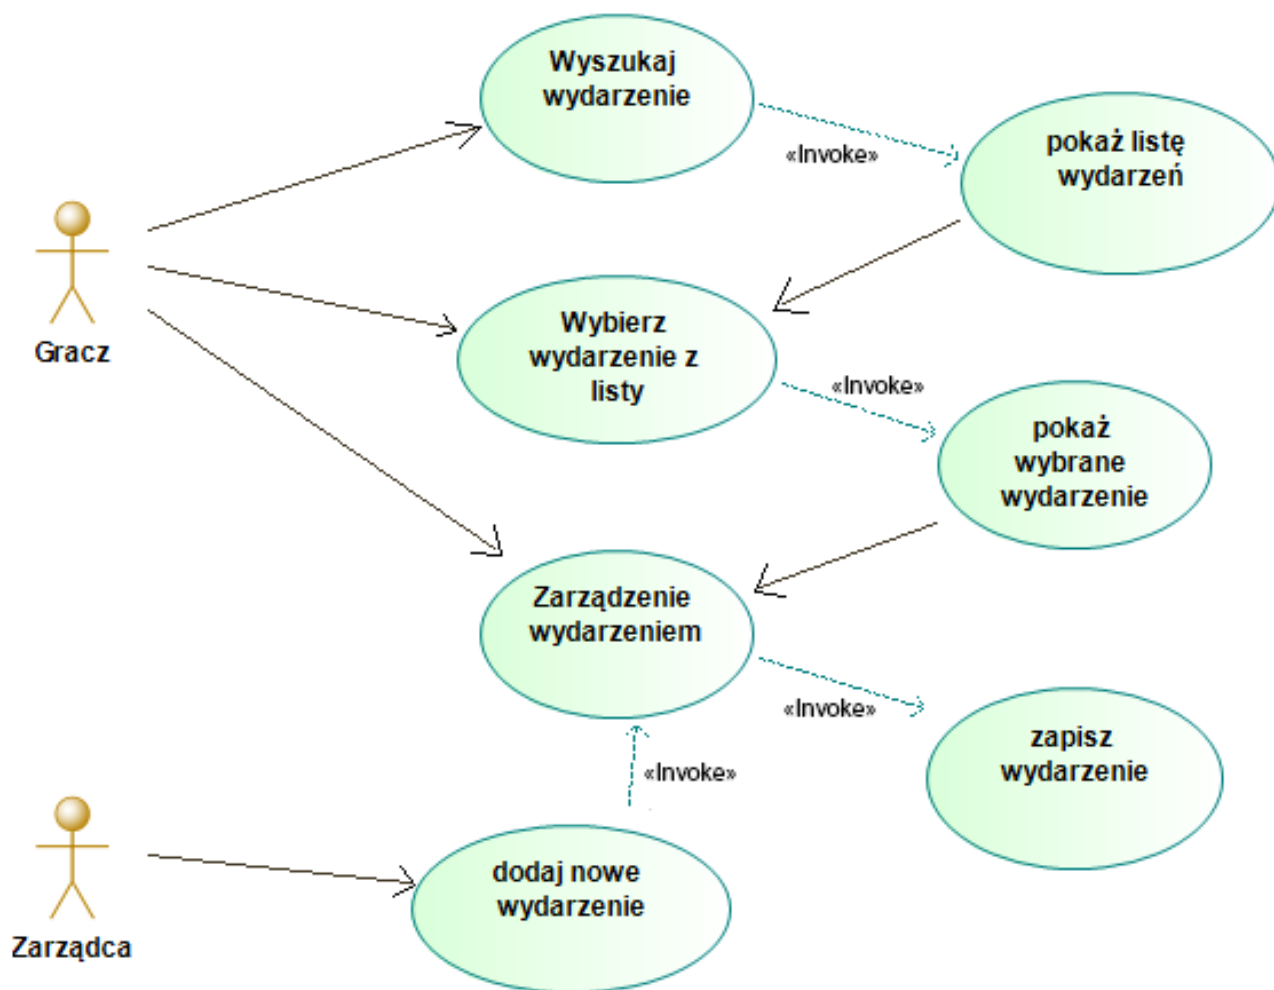 Wyszukaj
wydarzenie
«Invoke»
pokaż listę
wydarzeń
Gracz
Wybierz
wydarzenie z
listy
«Invoke»
pokaż
wybrane
wydarzenie
Zarządzenie
wydarzeniem
«Invoke»
zapisz
wydarzenie
«Invoke»
dodaj nowe
wydarzenie
Zarządca